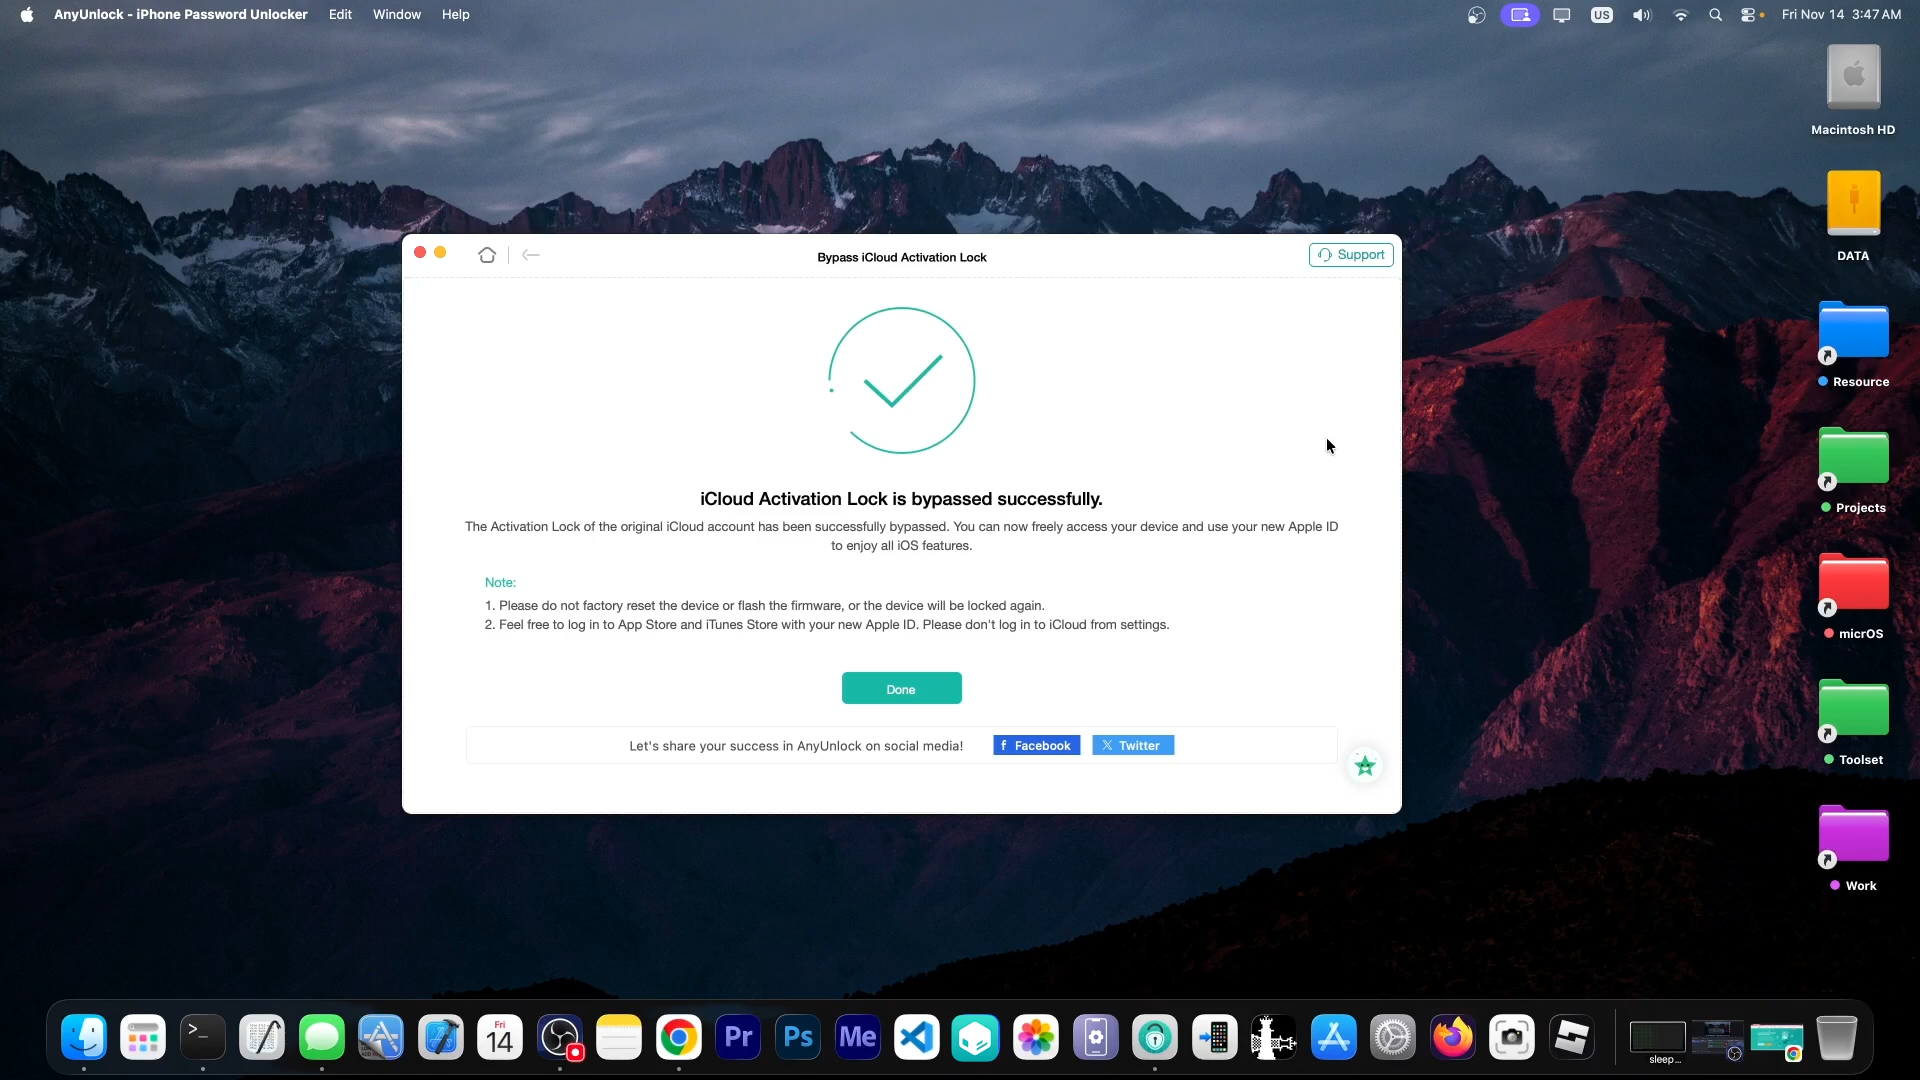 AnyUnlock - iPhone Password Unlocker Edit Window Help
US Fri Nov 14 3:47 AM
Macintosh HD
DATA
Resource
Projects
micrOS
Toolset
Work
Bypass iCloud Activation Lock
Support
iCloud Activation Lock is bypassed successfully.
The Activation Lock of the original iCloud account has been successfully bypassed. You can now freely access your device and use your new Apple ID
to enjoy all iOS features.
Note:
1. Please do not factory reset the device or flash the firmware, or the device will be locked again.
2. Feel free to log in to App Store and iTunes Store with your new Apple ID. Please don't log in to iCloud from settings.
Done
Let's share your success in AnyUnlock on social media! f Facebook X Twitter
>_ Fri
14
Pr Ps Me
sleep...